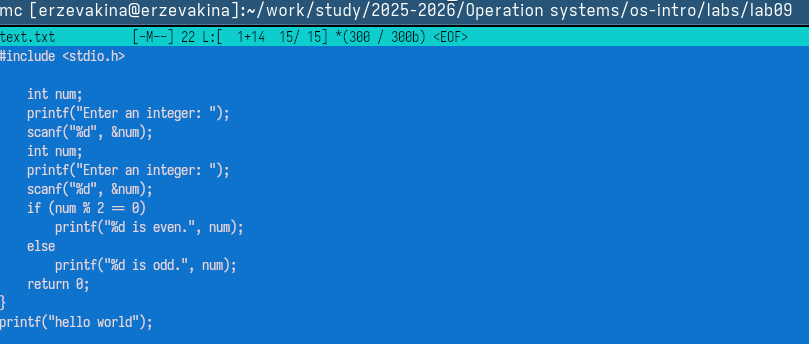 mc [erzevakina@erzevakina]:~/work/study/2025-2026/Operation systems/os-intro/labs/lab09
text.txt [-M--] 22 L:[ 1+14 15/ 15] *(300 / 300b) <EOF>
#include <stdio.h>

    int num;
    printf("Enter an integer: ");
    scanf("%d", &num);
    int num;
    printf("Enter an integer: ");
    scanf("%d", &num);
    if (num % 2 == 0)
        printf("%d is even.", num);
    else
        printf("%d is odd.", num);
    return 0;
}
printf("hello world");